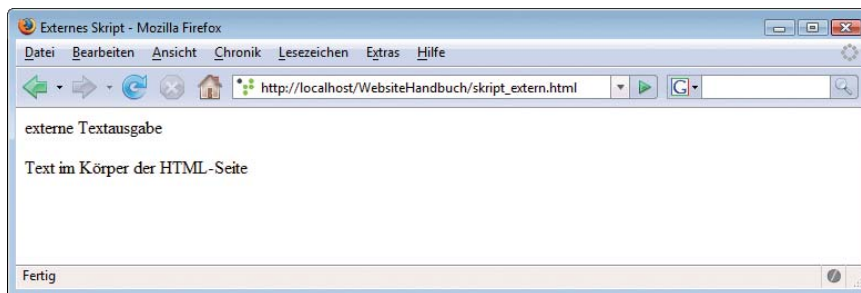 Externes Skript - Mozilla Firefox
Datei Bearbeiten Ansicht Chronik Lesezeichen Extras Hilfe
http://localhost/WebsiteHandbuch/skript_extern.html G
externe Textausgabe
Text im Körper der HTML-Seite
Fertig